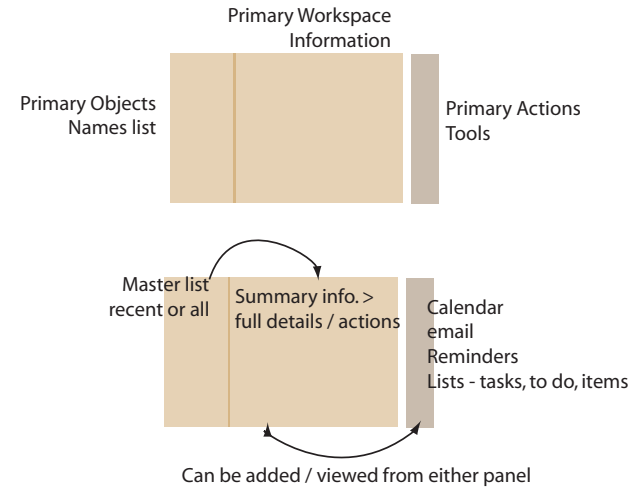 Primary Workspace
Information
Primary Objects
Names list
Primary Actions
Tools
Master list
recent or all
Summary info. >
full details / actions
Calendar
email
Reminders
Lists - tasks, to do, items
Can be added / viewed from either panel